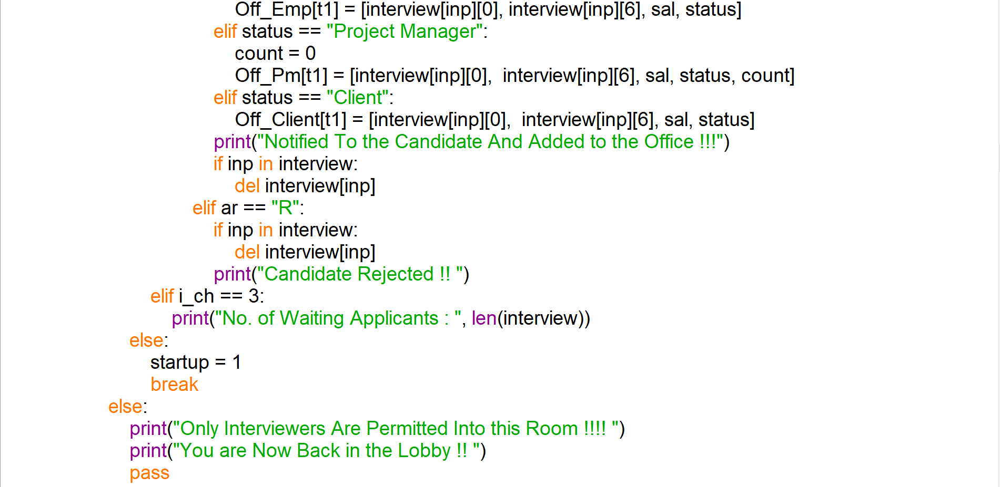 Off_Emp[t1] = [interview[inp][0], interview[inp][6], sal, status]
elif status == "Project Manager":
count = 0
Off_Pm[t1] = [interview[inp][0],  interview[inp][6], sal, status, count]
elif status == "Client":
Off_Client[t1] = [interview[inp][0],  interview[inp][6], sal, status]
print("Notified To the Candidate And Added to the Office !!!")
if inp in interview:
del interview[inp]
elif ar == "R":
if inp in interview:
del interview[inp]
print("Candidate Rejected !! ")
elif i_ch == 3:
print("No. of Waiting Applicants : ", len(interview))
else:
startup = 1
break
else:
print("Only Interviewers Are Permitted Into this Room !!!! ")
print("You are Now Back in the Lobby !! ")
pass